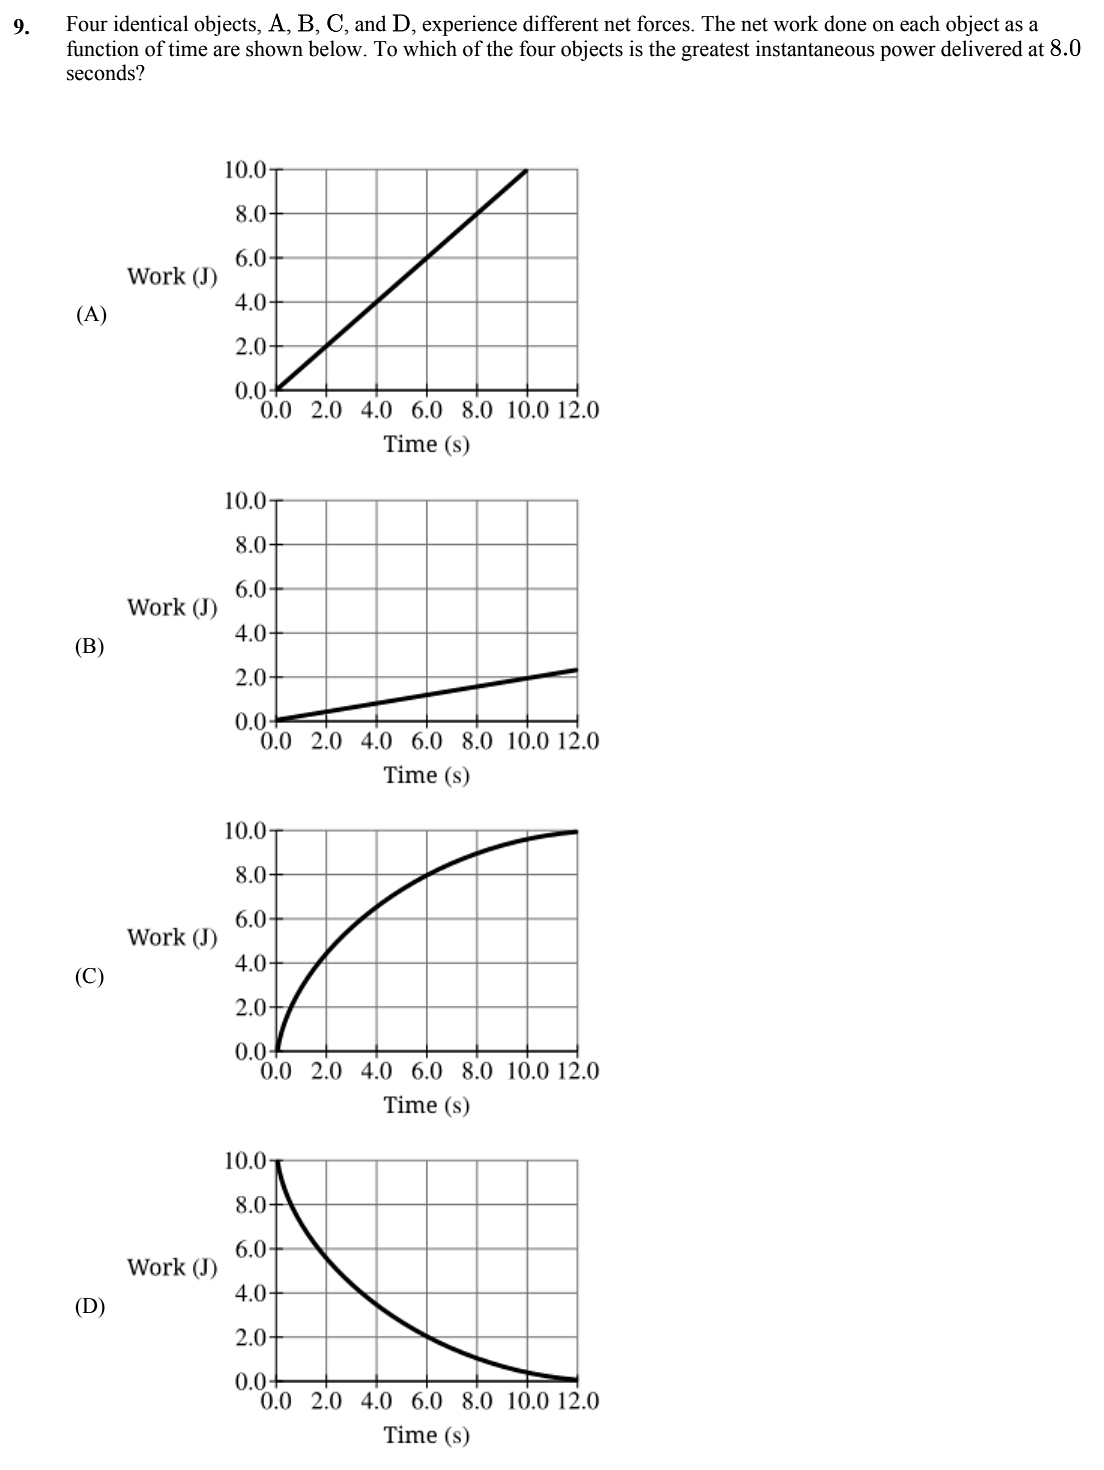 9. Four identical objects, A, B, C, and D, experience different net forces. The net work done on each object as a
function of time are shown below. To which of the four objects is the greatest instantaneous power delivered at 8.0
seconds?
(A)
Work (J)
10.0
8.0
6.0
4.0
2.0
0.0
0.0 2.0 4.0 6.0 8.0 10.0 12.0
Time (s)
(B)
Work (J)
10.0
8.0
6.0
4.0
2.0
0.0
0.0 2.0 4.0 6.0 8.0 10.0 12.0
Time (s)
(C)
Work (J)
10.0
8.0
6.0
4.0
2.0
0.0
0.0 2.0 4.0 6.0 8.0 10.0 12.0
Time (s)
(D)
Work (J)
10.0
8.0
6.0
4.0
2.0
0.0
0.0 2.0 4.0 6.0 8.0 10.0 12.0
Time (s)